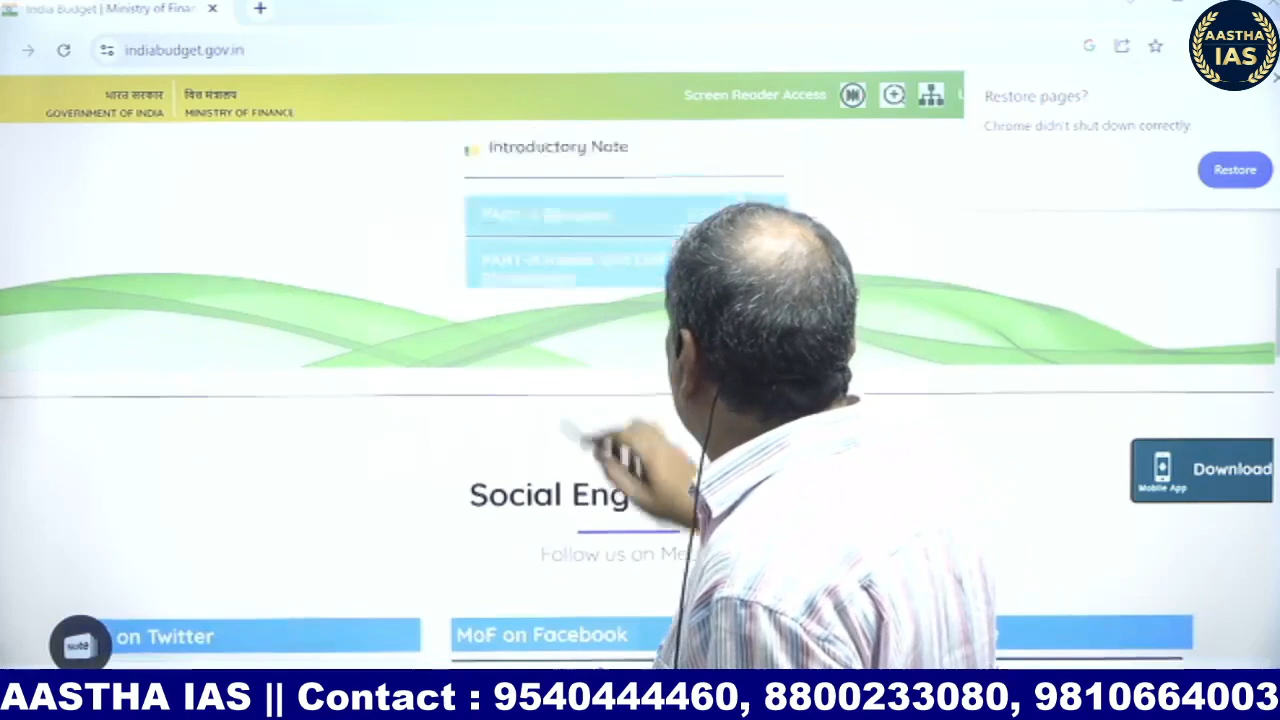 India Budget | Ministry of Finan
indiabudget.gov.in
AASTHA
IAS
भारत सरकार
वित्त मंत्रालय
GOVERNMENT OF INDIA
MINISTRY OF FINANCE
Screen Reader Access
Restore pages?
Chrome didn't shut down correctly.
Restore
Introductory Note
Social Eng
Follow us on Me
Download
Mobile App
on Twitter
MoF on Facebook
Note
AASTHA IAS || Contact : 9540444460, 8800233080, 9810664003